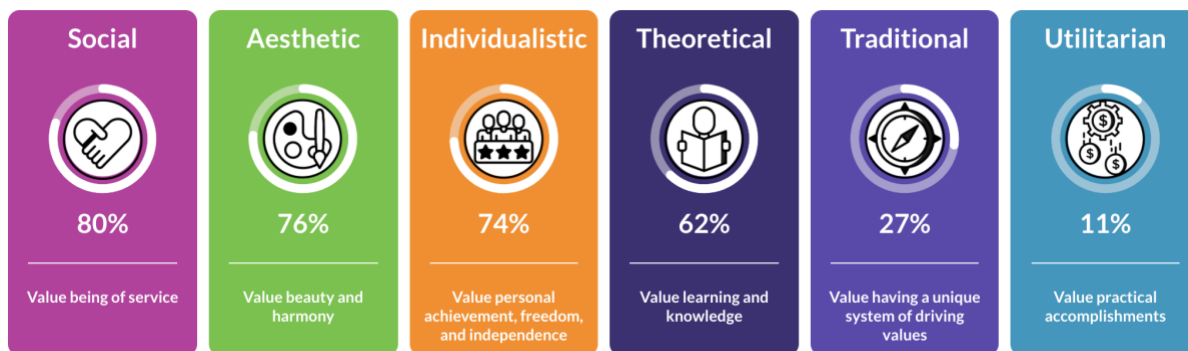 Social
80%
Value being of service
Aesthetic
76%
Value beauty and
harmony
Individualistic
74%
Value personal
achievement, freedom,
and independence
Theoretical
62%
Value learning and
knowledge
Traditional
27%
Value having a unique
system of driving
values
Utilitarian
$
$
$
11%
Value practical
accomplishments